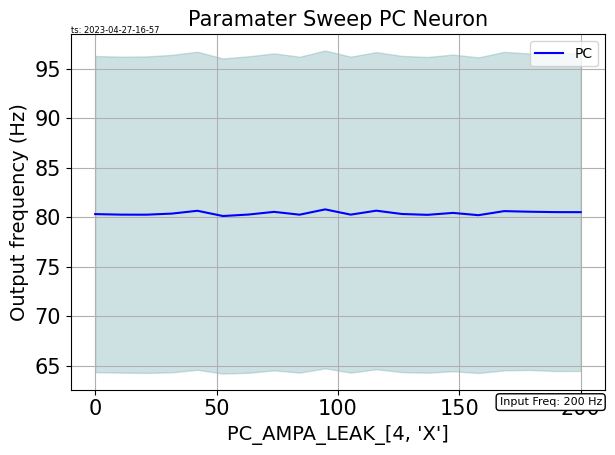 Paramater Sweep PC Neuron
ts: 2023-04-27-16-57
PC
Output frequency (Hz)
95
90
85
80
75
70
65
0 50 100 150 200
Input Freq: 200 Hz
PC_AMPA_LEAK_[4, 'X']